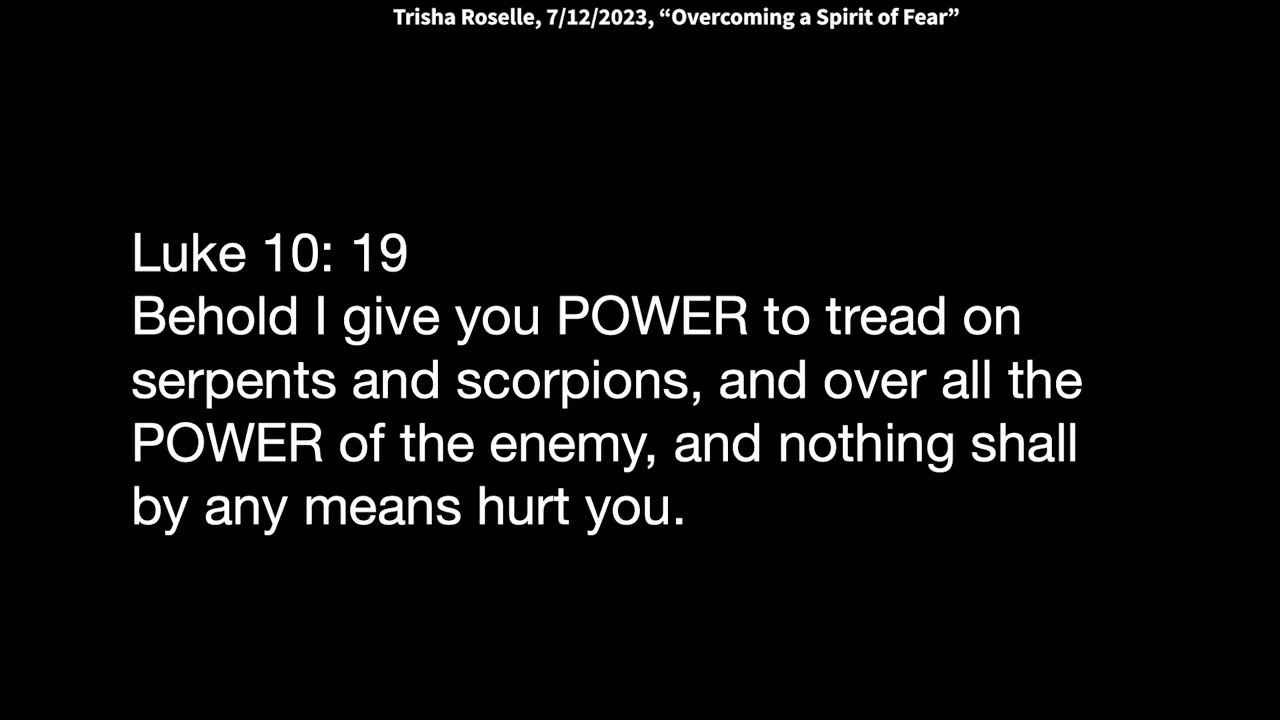 Trisha Roselle, 7/12/2023, “Overcoming a Spirit of Fear”
Luke 10: 19
Behold I give you POWER to tread on
serpents and scorpions, and over all the
POWER of the enemy, and nothing shall
by any means hurt you.